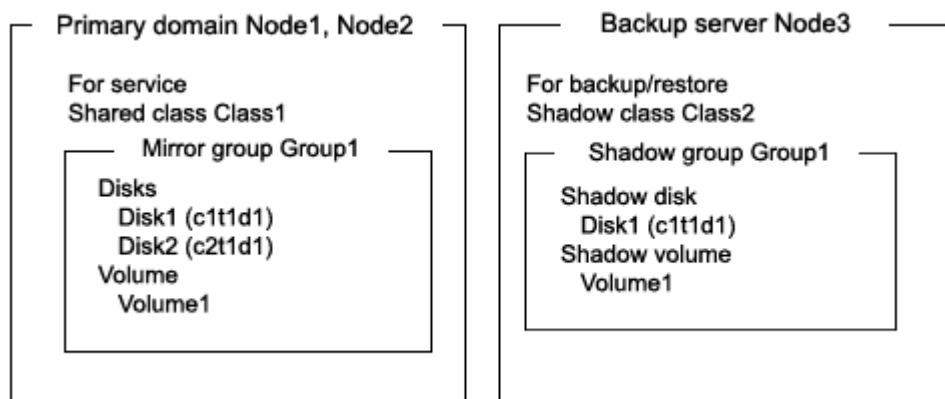 Primary domain Node1, Node2
For service
Shared class Class1
Mirror group Group1
Disks
Disk1 (c1t1d1)
Disk2 (c2t1d1)
Volume
Volume1
Backup server Node3
For backup/restore
Shadow class Class2
Shadow group Group1
Shadow disk
Disk1 (c1t1d1)
Shadow volume
Volume1